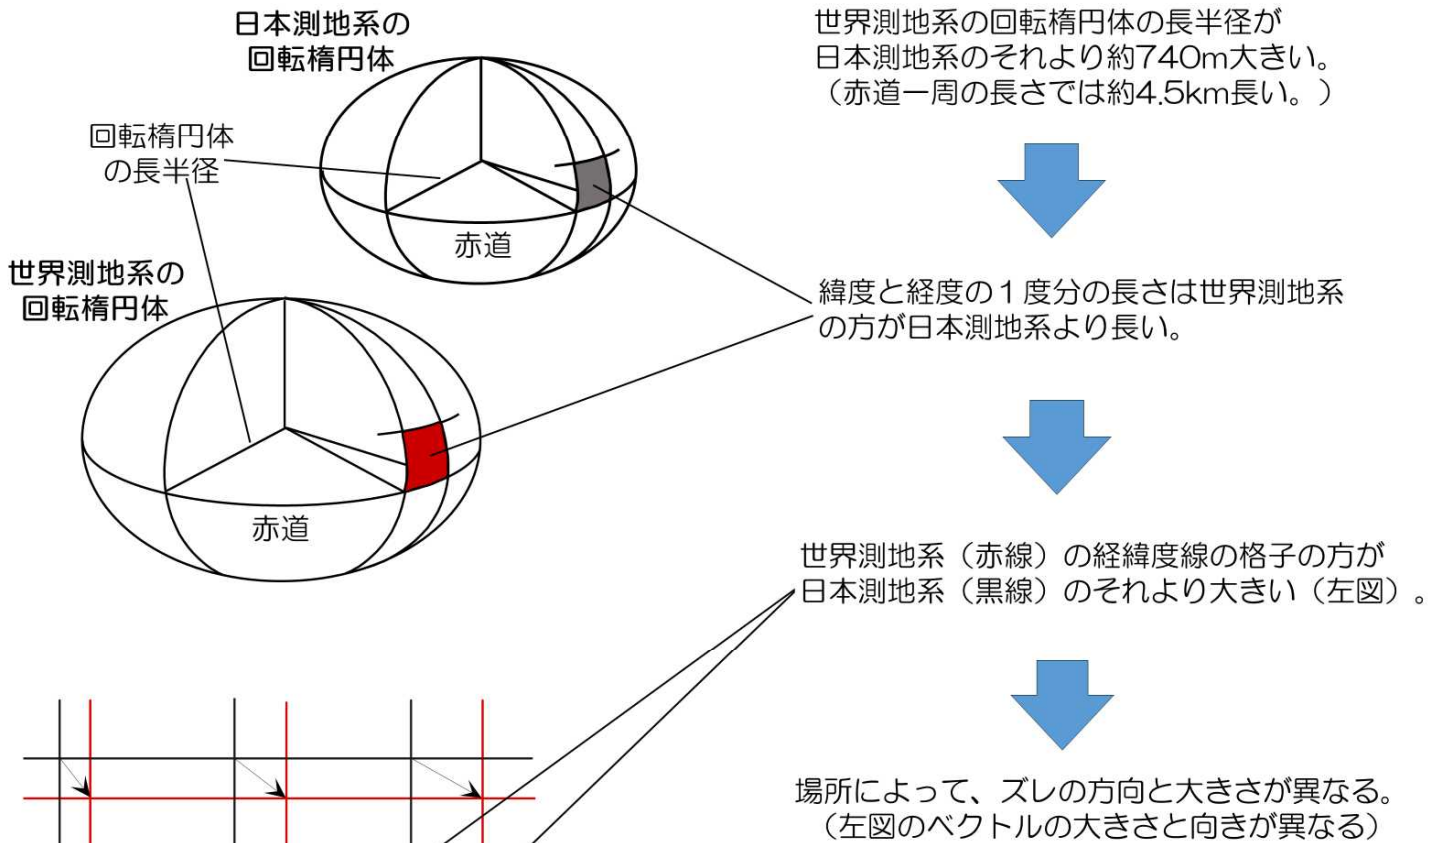 日本測地系の
回転楕円体
世界測地系の回転楕円体の長半径が
日本測地系のそれより約740m大きい。
（赤道一周の長さでは約4.5km長い。）
回転楕円体
の長半径
赤道
世界測地系の
回転楕円体
緯度と経度の１度分の長さは世界測地系
の方が日本測地系より長い。
赤道
世界測地系（赤線）の経緯度線の格子の方が
日本測地系（黒線）のそれより大きい（左図）。
場所によって、ズレの方向と大きさが異なる。
（左図のベクトルの大きさと向きが異なる）